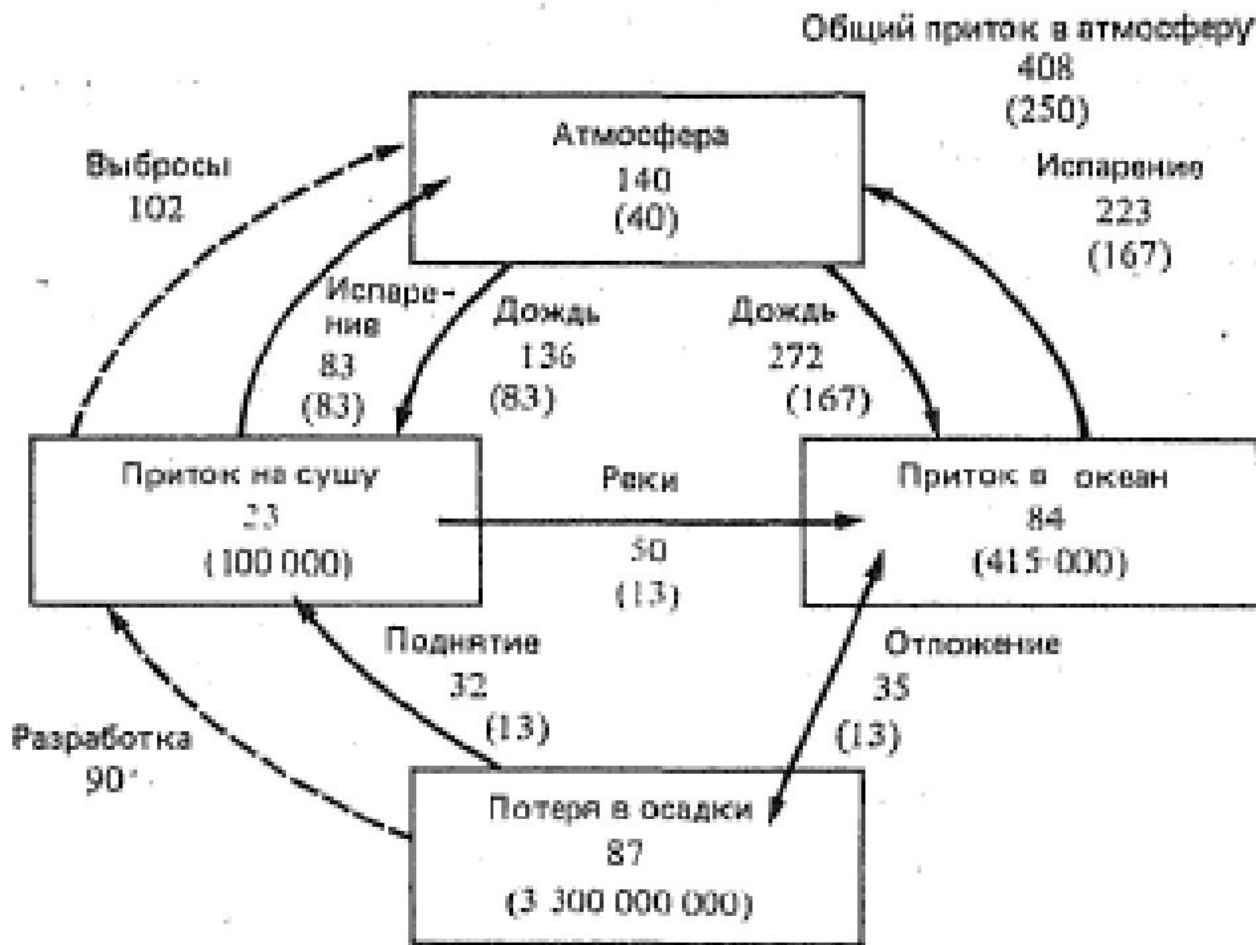 Общий приток в атмосферу
408
(250)
Атмосфера
140
(40)
Выбросы
102
Испарение
223
(167)
Испаре-
ние
83
(83)
Дождь
136
(83)
Дождь
272
(167)
Приток на сушу
23
(100 000)
Реки
50
(13)
Приток в океан
84
(415 000)
Поднятие
32
(13)
Отложение
35
(13)
Разработка
90
Потеря в осадки
87
(3 300 000 000)